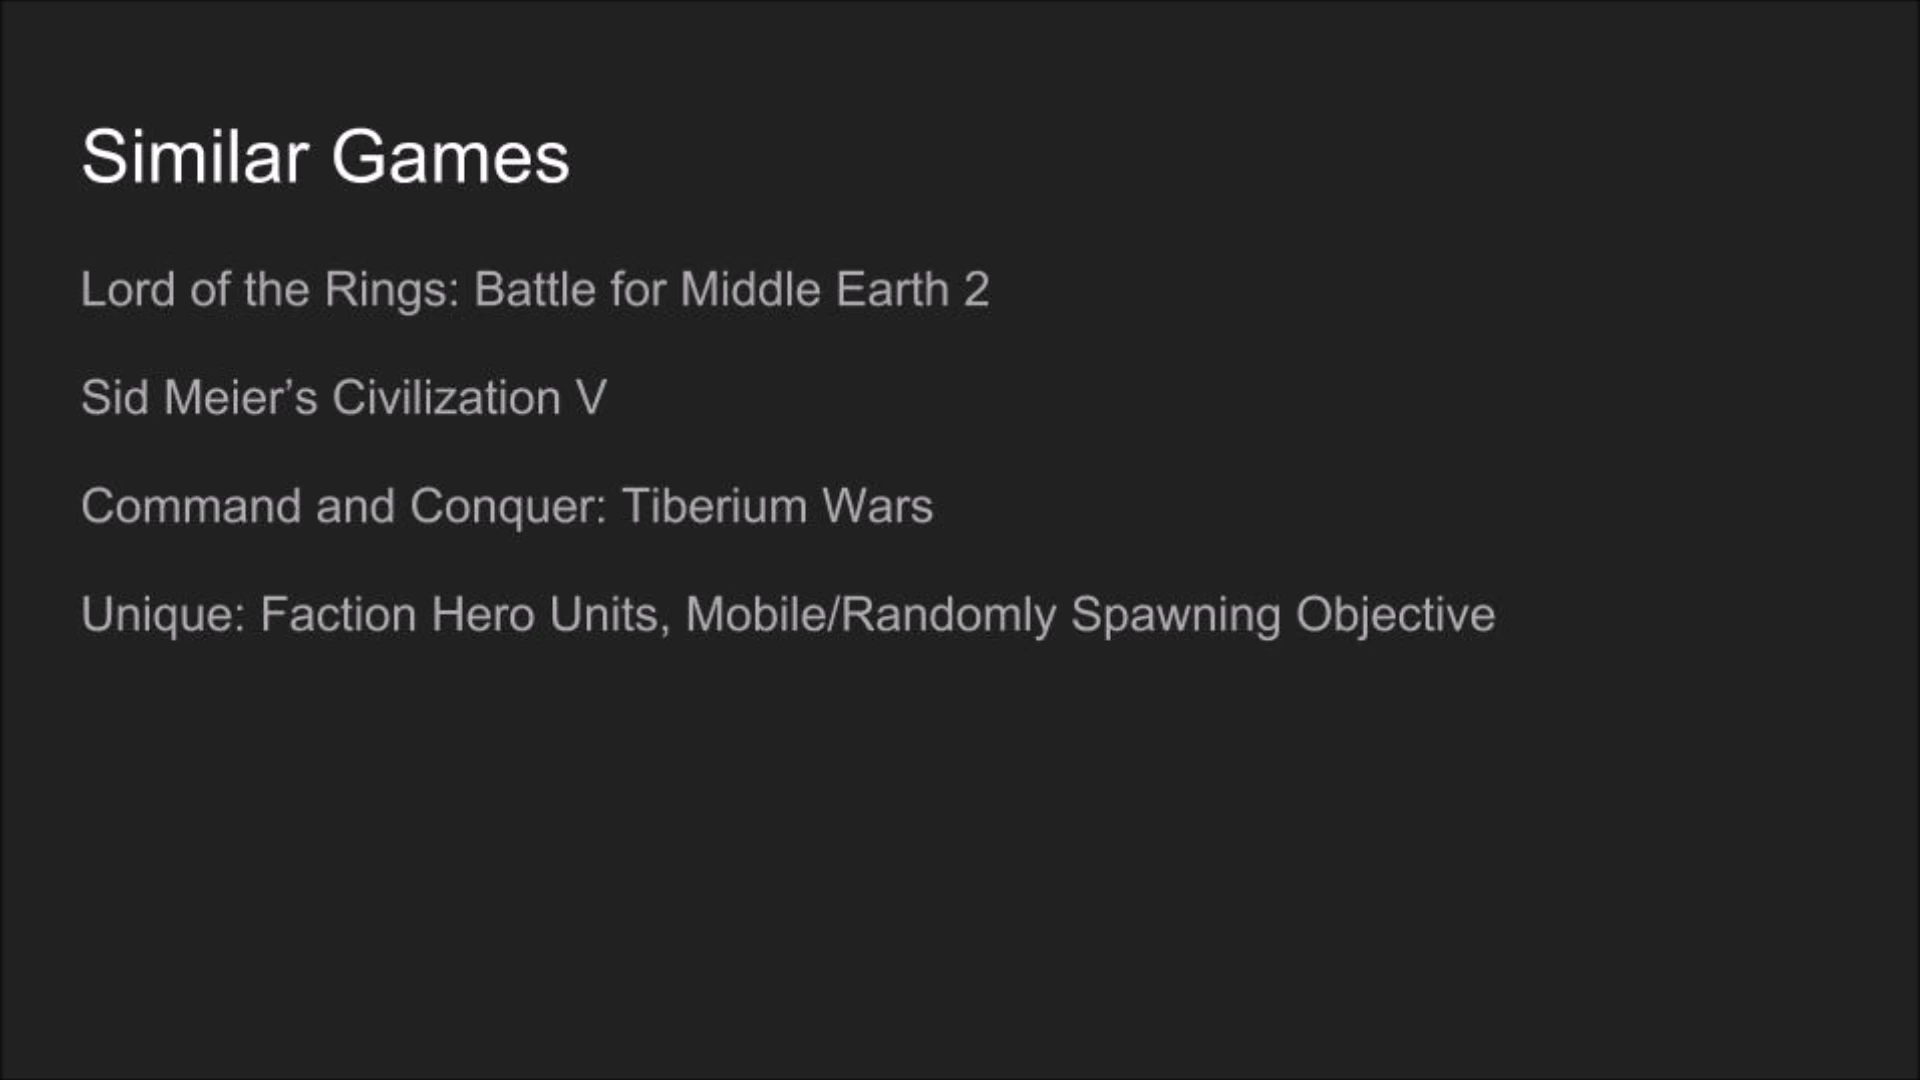 Similar Games
Lord of the Rings: Battle for Middle Earth 2
Sid Meier’s Civilization V
Command and Conquer: Tiberium Wars
Unique: Faction Hero Units, Mobile/Randomly Spawning Objective